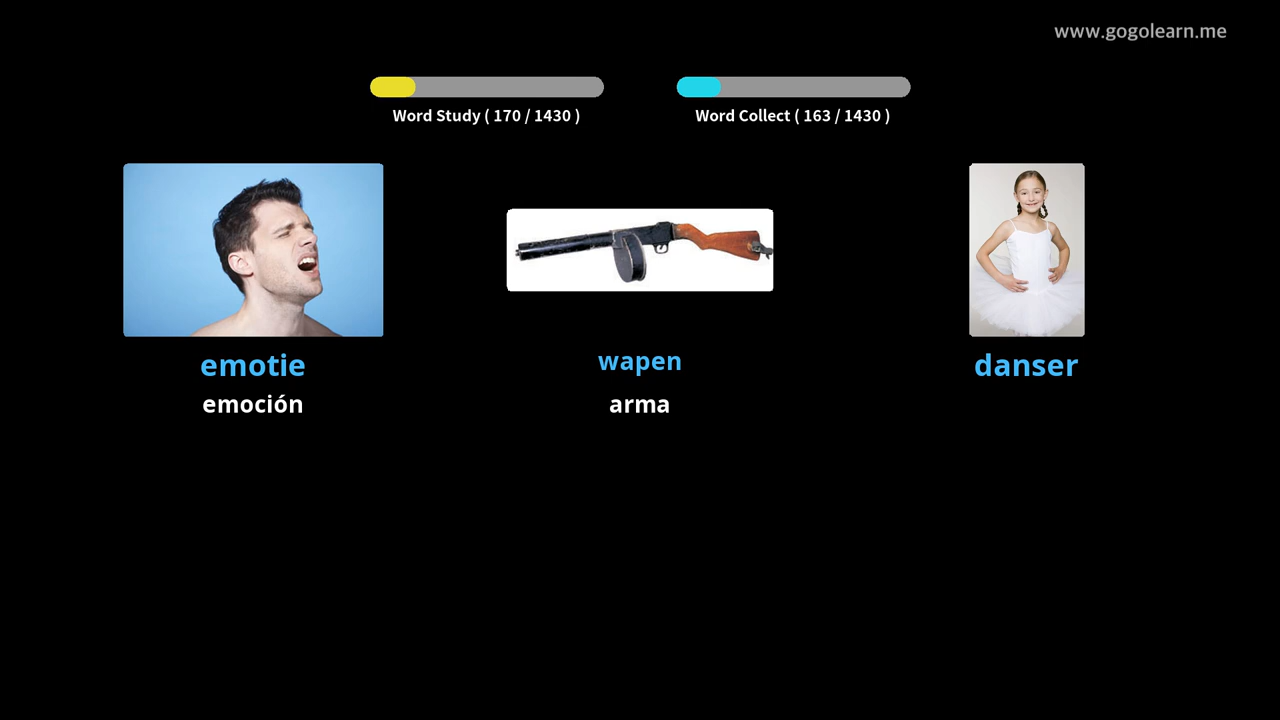 www.gogolearn.me
Word Study ( 170 / 1430 )
Word Collect ( 163 / 1430 )
emotie
wapen
danser
emoción
arma